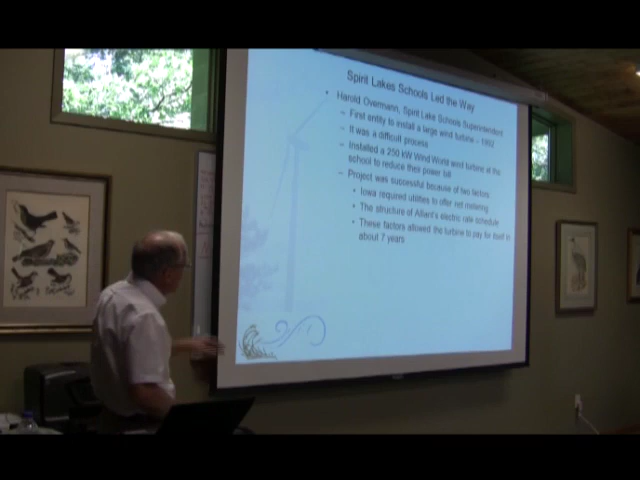 Spirit Lakes Schools Led the Way
• Harold Overmann, Spirit Lake Schools Superintendent
– First entity to install a large wind turbine – 1992
– It was a difficult process
– Installed a 250 kW Wind World wind turbine at the
school to reduce their power bill
– Project was successful because of two factors
• Iowa required utilities to offer net metering
• The structure of Alliant's electric rate schedule
• These factors allowed the turbine to pay for itself in
about 7 years